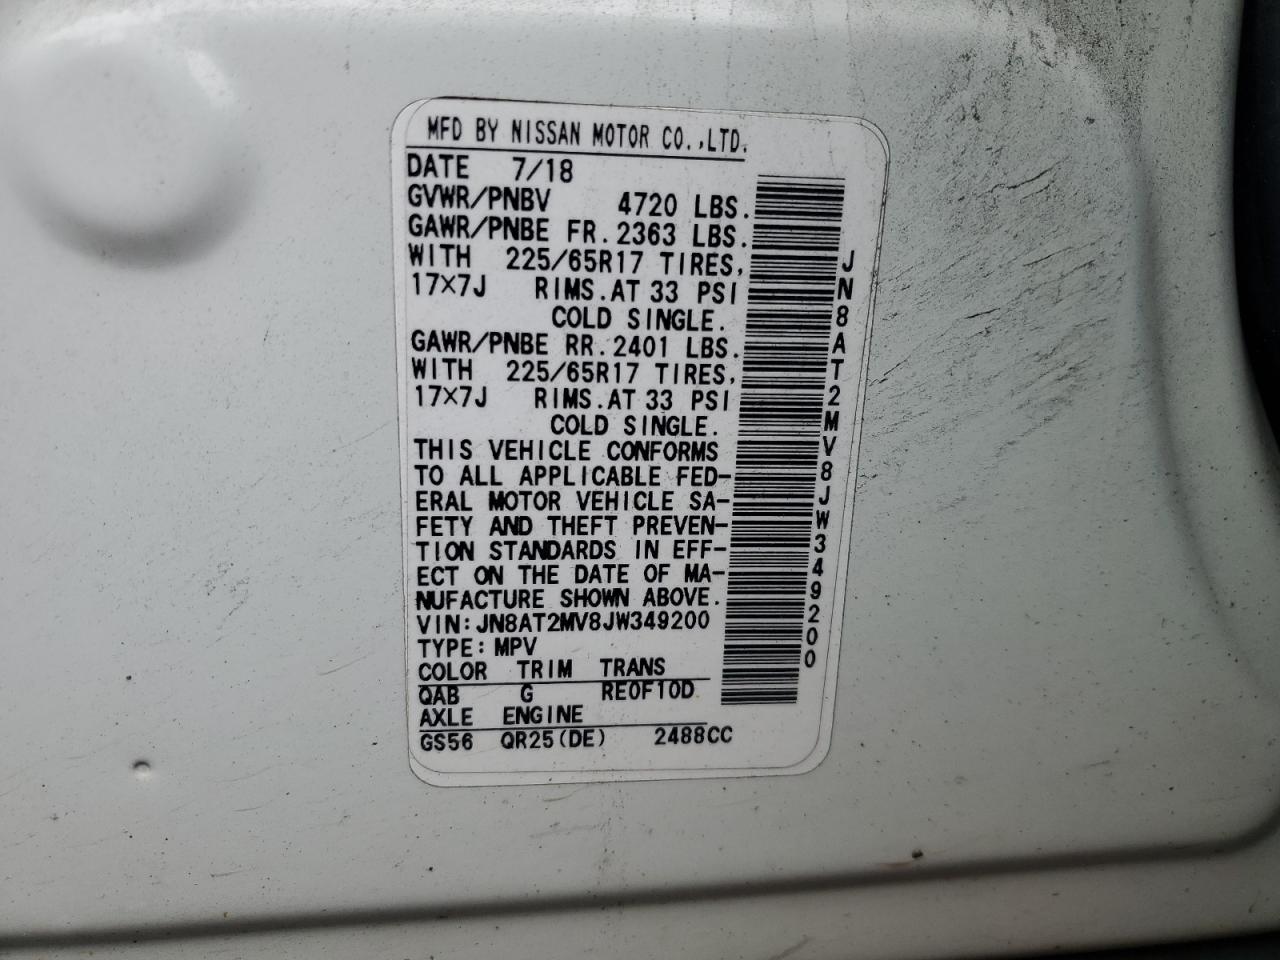 MFD BY NISSAN MOTOR CO.,LTD.
DATE 7/18
GVWR/PNBV 4720 LBS.
GAWR/PNBE FR.2363 LBS.
WITH 225/65R17 TIRES,
17×7J RIMS.AT 33 PSI
COLD SINGLE.
GAWR/PNBE RR.2401 LBS.
WITH 225/65R17 TIRES,
17×7J RIMS.AT 33 PSI
COLD SINGLE.
THIS VEHICLE CONFORMS
TO ALL APPLICABLE FED-
ERAL MOTOR VEHICLE SA-
FETY AND THEFT PREVEN-
TION STANDARDS IN EFF-
ECT ON THE DATE OF MA-
NUFACTURE SHOWN ABOVE.
VIN:JN8AT2MV8JW349200
TYPE:MPV
COLOR TRIM TRANS
QAB G RE0F10D
AXLE ENGINE
GS56 QR25(DE) 2488CC
JN8AT2MV8JW349200